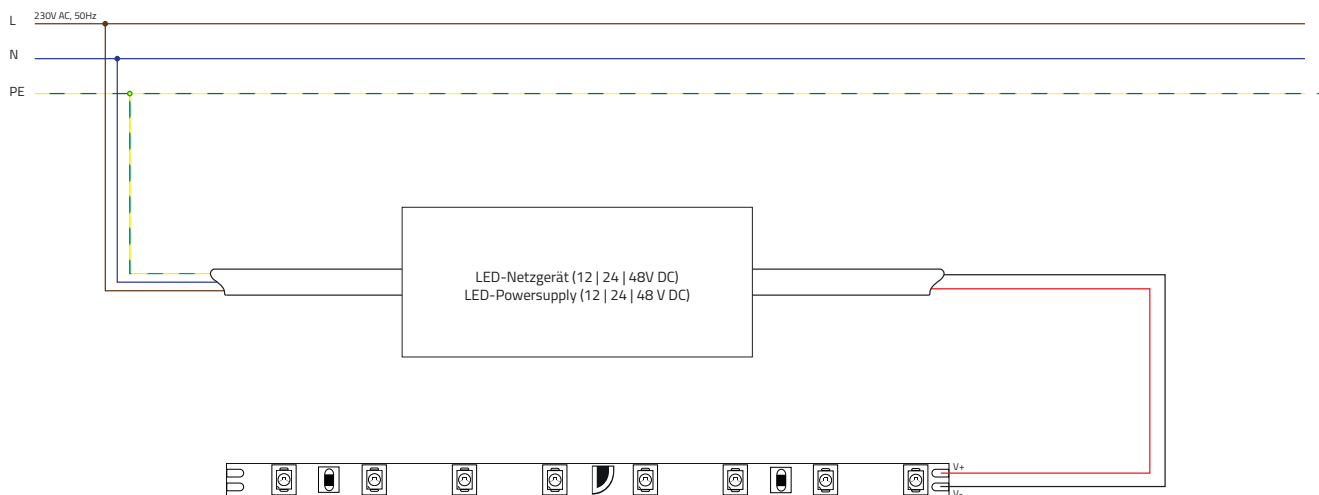 L
230V AC, 50Hz
N
PE
LED-Netzgerät (12 | 24 | 48V DC)
LED-Powersupply (12 | 24 | 48 V DC)
V+
V-